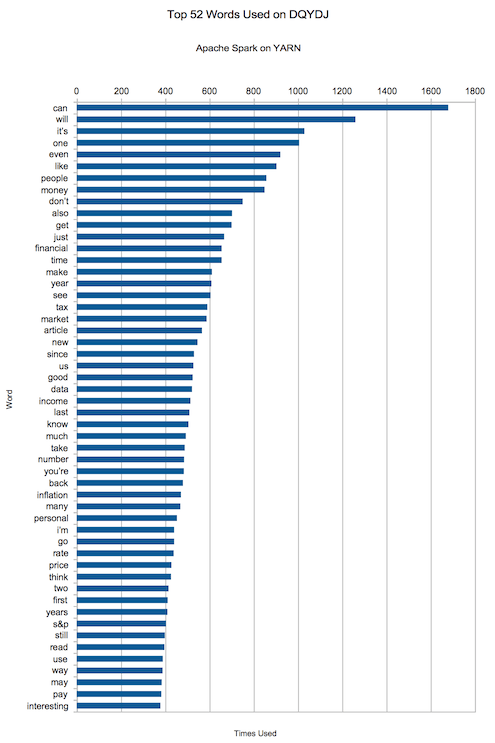 Top 52 Words Used on DQYDJ
Apache Spark on YARN
0 200 400 600 800 1000 1200 1400 1600 1800
can
will
it's
one
even
like
people
money
don't
also
get
just
financial
time
make
year
see
tax
market
article
new
since
us
good
data
income
last
know
much
take
number
you're
back
inflation
many
personal
i'm
go
rate
price
think
two
first
years
s&p
still
read
use
way
may
pay
interesting
Word
Times Used